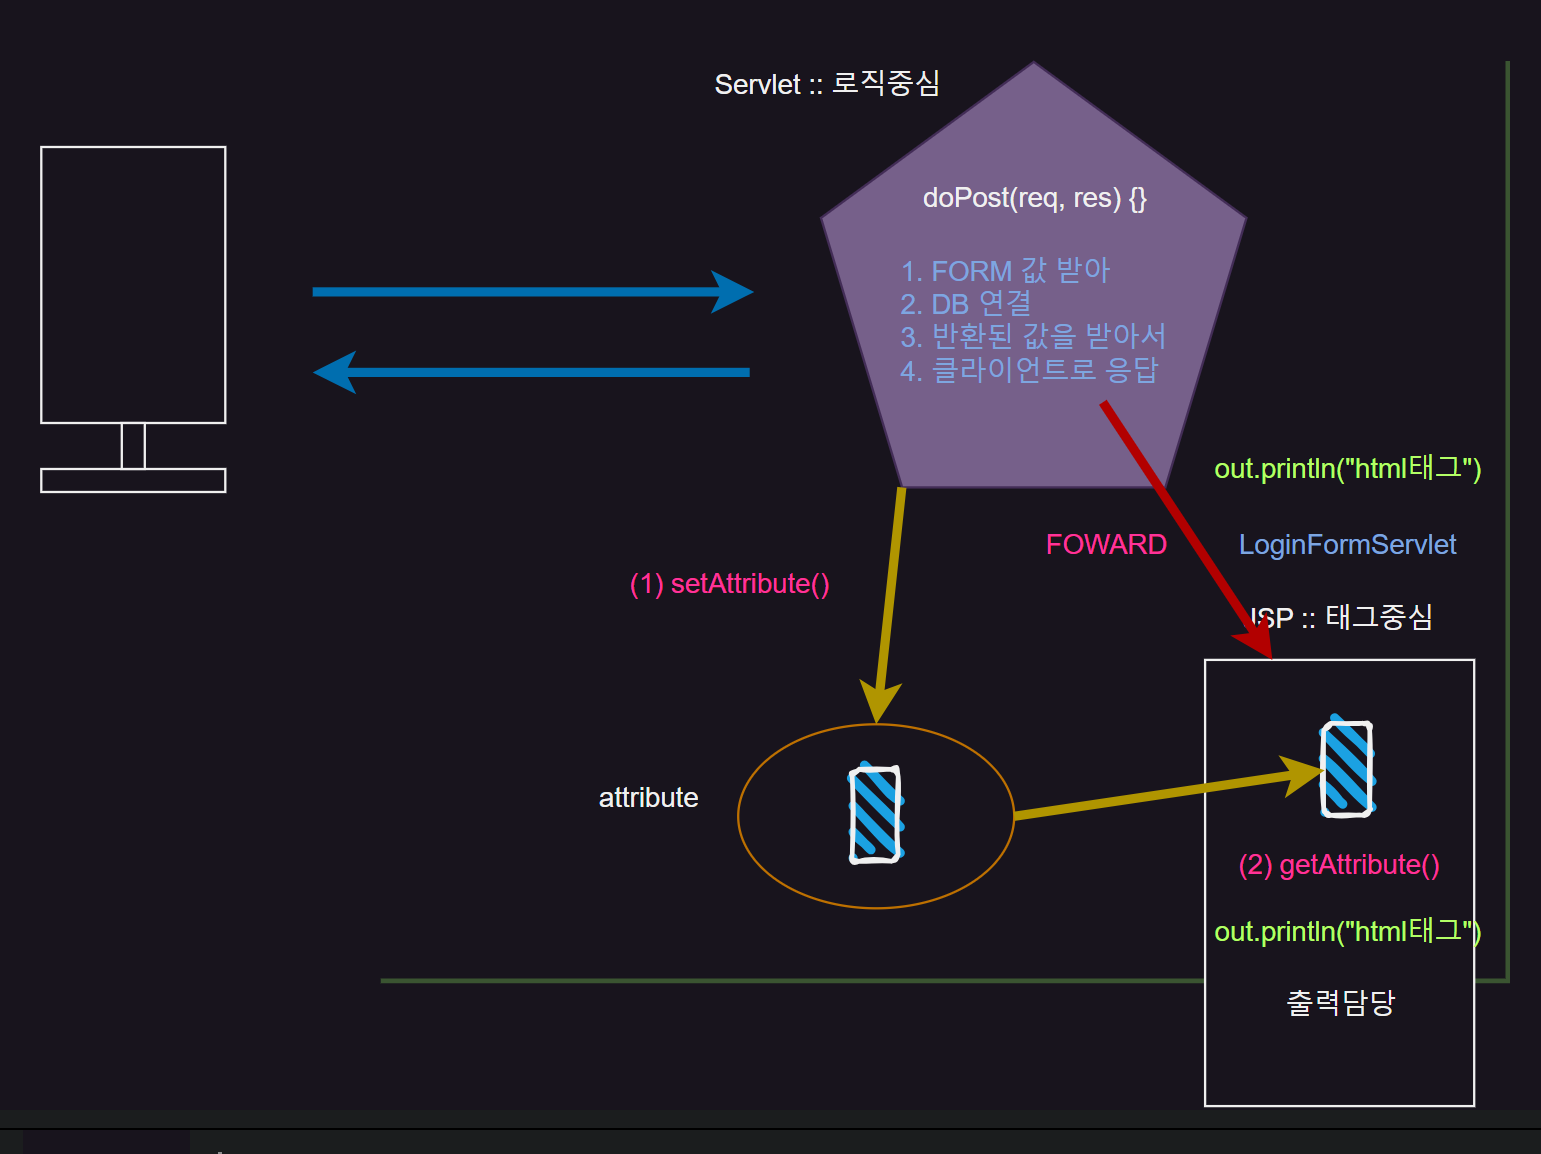 Servlet :: 로직중심
doPost(req, res) {}
1. FORM 값 받아
2. DB 연결
3. 반환된 값을 받아서
4. 클라이언트로 응답
out.println("html태그")
FOWARD
LoginFormServlet
(1) setAttribute()
JSP :: 태그중심
attribute
(2) getAttribute()
out.println("html태그")
출력담당